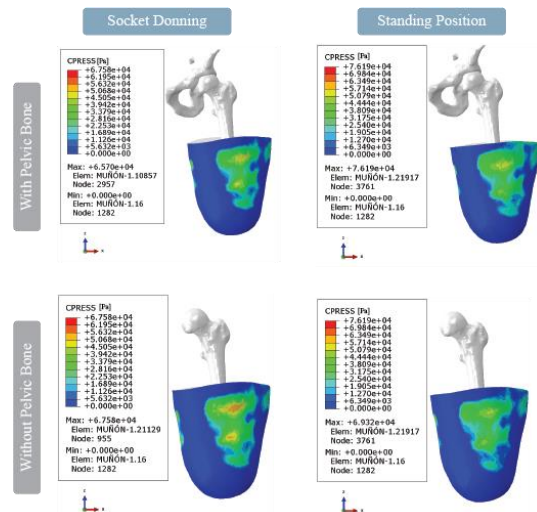 Socket Donning
Standing Position
With Pelvic Bone
CPRESS [Pa]
+6.758e+04
+6.195e+04
+5.632e+04
+5.068e+04
+4.505e+04
+3.942e+04
+3.379e+04
+2.816e+04
+2.253e+04
+1.689e+04
+1.126e+04
+5.632e+03
+0.000e+00
Max: +6.570e+04
Elem: MUÑÓN-1.10857
Node: 2957
Min: +0.000e+00
Elem: MUÑÓN-1.16
Node: 1282
z
x
CPRESS [Pa]
+7.619e+04
+6.984e+04
+6.349e+04
+5.714e+04
+5.079e+04
+4.444e+04
+3.809e+04
+3.175e+04
+2.540e+04
+1.905e+04
+1.270e+04
+6.349e+03
+0.000e+00
Max: +7.619e+04
Elem: MUÑÓN-1.21917
Node: 3761
Min: +0.000e+00
Elem: MUÑÓN-1.16
Node: 1282
z
x
Without Pelvic Bone
CPRESS [Pa]
+6.758e+04
+6.195e+04
+5.632e+04
+5.068e+04
+4.505e+04
+3.942e+04
+3.379e+04
+2.816e+04
+2.253e+04
+1.689e+04
+1.126e+04
+5.632e+03
+0.000e+00
Max: +6.758e+04
Elem: MUÑÓN-1.21129
Node: 955
Min: +0.000e+00
Elem: MUÑÓN-1.16
Node: 1282
z
x
CPRESS [Pa]
+7.619e+04
+6.984e+04
+6.349e+04
+5.714e+04
+5.079e+04
+4.444e+04
+3.809e+04
+3.175e+04
+2.540e+04
+1.905e+04
+1.270e+04
+6.349e+03
+0.000e+00
Max: +6.932e+04
Elem: MUÑÓN-1.21917
Node: 3761
Min: +0.000e+00
Elem: MUÑÓN-1.16
Node: 1282
z
x